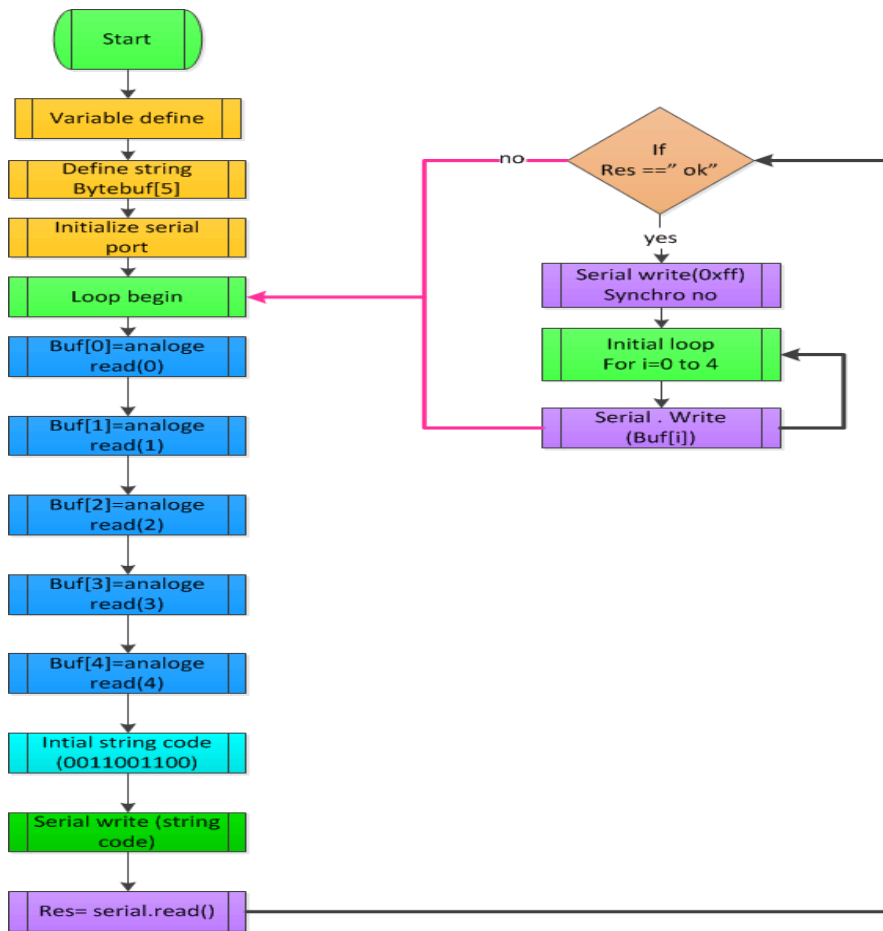 Start
Variable define
Define string
Bytebuf[5]
Initialize serial
port
Loop begin
Buf[0]=analoge
read(0)
Buf[1]=analoge
read(1)
Buf[2]=analoge
read(2)
Buf[3]=analoge
read(3)
Buf[4]=analoge
read(4)
Intial string code
(0011001100)
Serial write (string
code)
Res= serial.read()
If
Res ==” ok”
no
yes
Serial write(0xff)
Synchro no
Initial loop
For i=0 to 4
Serial . Write
(Buf[i])